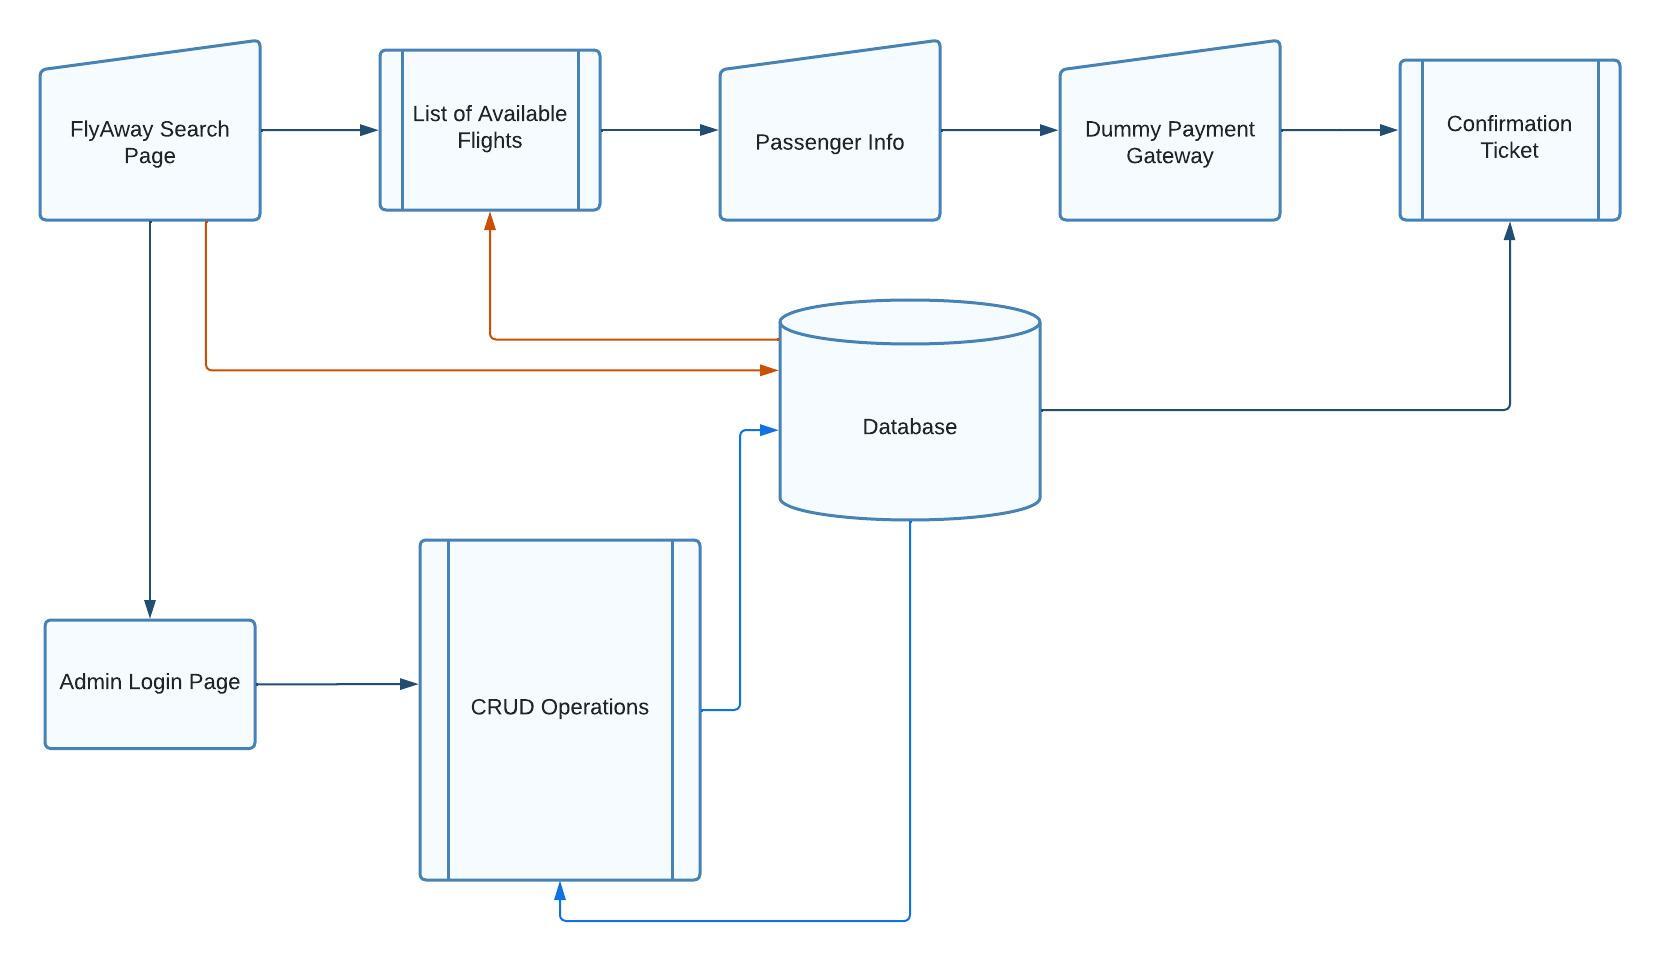 FlyAway Search
Page
List of Available
Flights
Passenger Info
Dummy Payment
Gateway
Confirmation
Ticket
Database
Admin Login Page
CRUD Operations